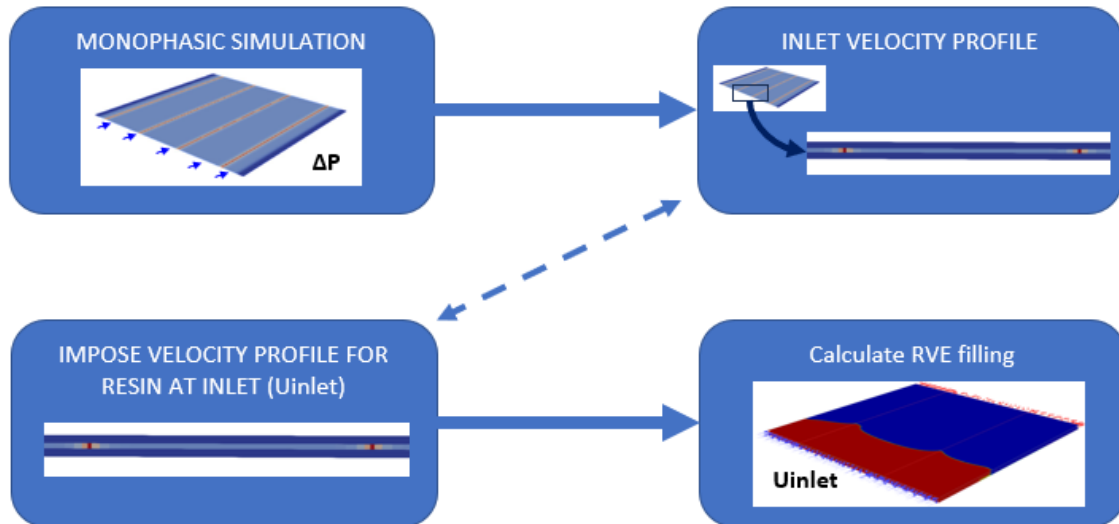 MONOPHASIC SIMULATION
ΔP
INLET VELOCITY PROFILE
IMPOSE VELOCITY PROFILE FOR
RESIN AT INLET (Uinlet)
Calculate RVE filling
Uinlet